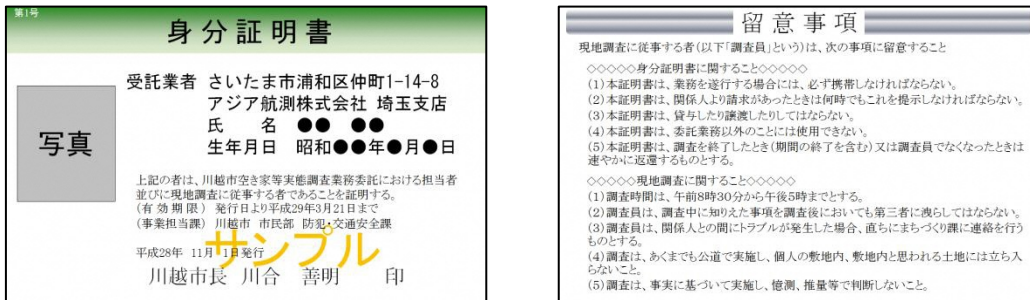 第1号
身分証明書
写真
受託業者 さいたま市浦和区仲町1-14-8
アジア航測株式会社 埼玉支店
氏 名 ●● ●●
生年月日 昭和●●年●月●日
上記の者は、川越市空き家等実態調査業務委託における担当者
並びに現地調査に従事する者であることを証明する。
(有効期限) 発行日より平成29年3月21日まで
(事業担当課) 川越市 市民部 防犯・交通安全課
サンプル
平成28年 11月 1日発行
川越市長 川合 善明 印
留意事項
現地調査に従事する者(以下「調査員」という)は、次の事項に留意すること
◇◇◇◇◇身分証明書に関すること◇◇◇◇◇
(1)本証明書は、業務を遂行する場合には、必ず携帯しなければならない。
(2)本証明書は、関係人より請求があったときは何時でもこれを提示しなければならない。
(3)本証明書は、貸与したり譲渡したりしてはならない。
(4)本証明書は、委託業務以外のことには使用できない。
(5)本証明書は、調査を終了したとき(期間の終了を含む)又は調査員でなくなったときは
速やかに返還するものとする。
◇◇◇◇◇現地調査に関すること◇◇◇◇◇
(1)調査時間は、午前8時30分から午後5時までとする。
(2)調査員は、調査中に知りえた事項を調査後においても第三者に洩らしてはならない。
(3)調査員は、関係人との間にトラブルが発生した場合、直ちにまちづくり課に連絡を行う
ものとする。
(4)調査は、あくまでも公道で実施し、個人の敷地内、敷地内と思われる土地には立ち入
らないこと。
(5)調査は、事実に基づいて実施し、憶測、推量等で判断しないこと。